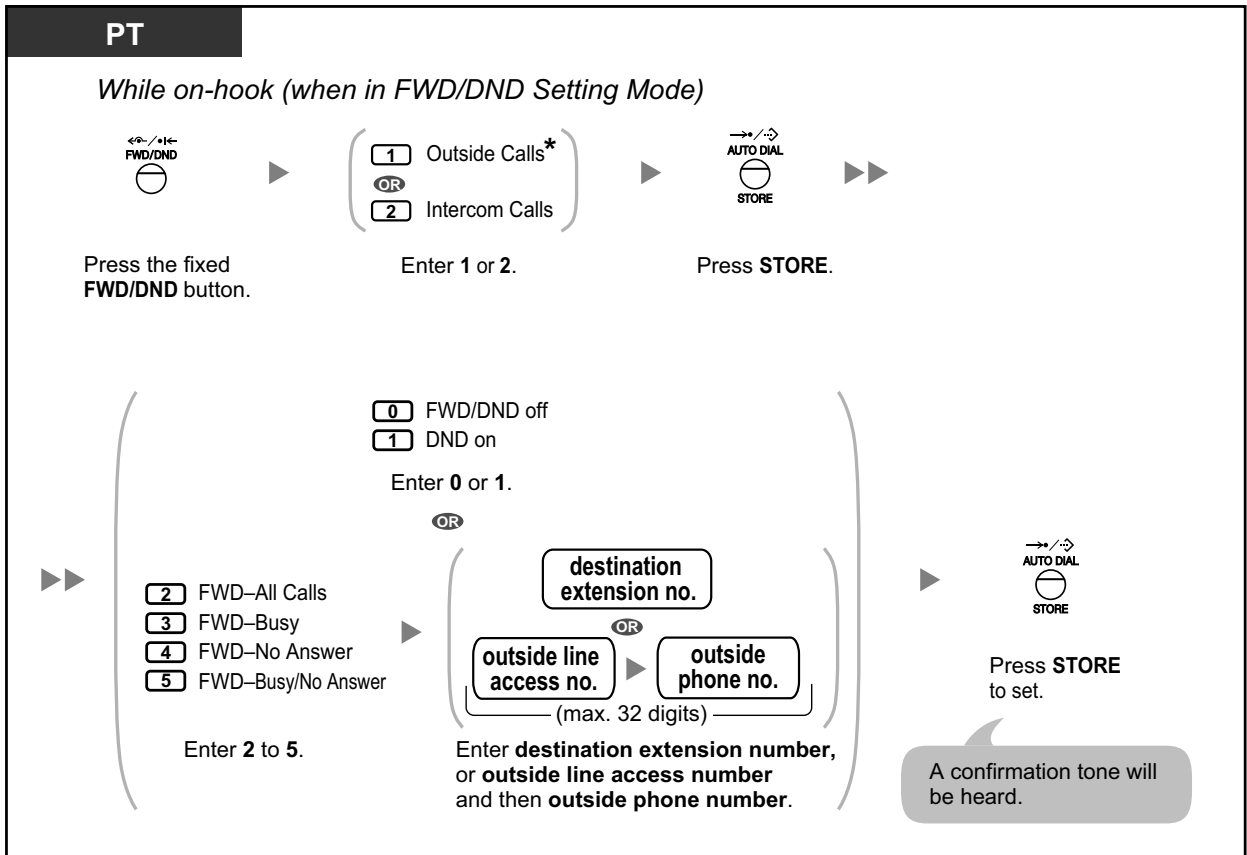 PT
While on-hook (when in FWD/DND Setting Mode)
FWD/DND
1 Outside Calls*
OR
2 Intercom Calls
AUTO DIAL
STORE
Press the fixed
FWD/DND button.
Enter 1 or 2.
Press STORE.
0 FWD/DND off
1 DND on
Enter 0 or 1.
OR
2 FWD–All Calls
3 FWD–Busy
4 FWD–No Answer
5 FWD–Busy/No Answer
Enter 2 to 5.
destination
extension no.
OR
outside line
access no.
outside
phone no.
(max. 32 digits)
Enter destination extension number,
or outside line access number
and then outside phone number.
AUTO DIAL
STORE
Press STORE
to set.
A confirmation tone will
be heard.